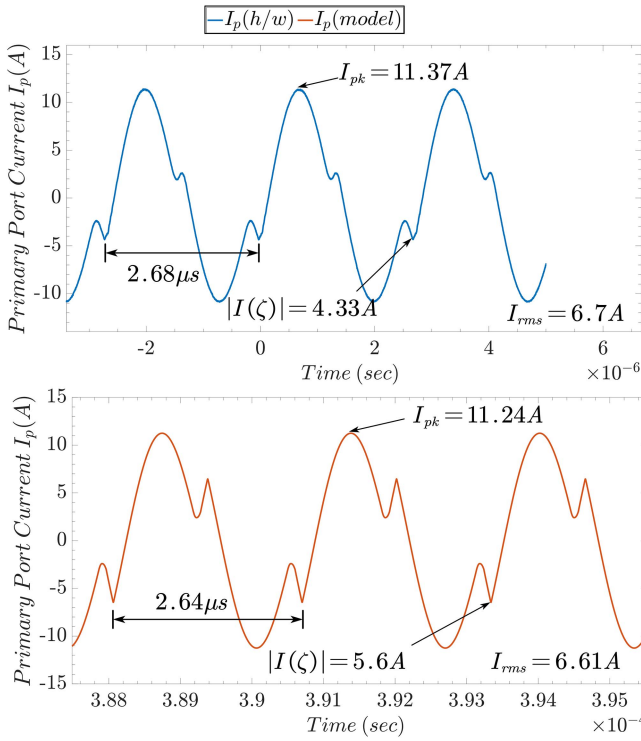 I_p(h/w) I_p(model)
15
10
5
0
-5
-10
Primary Port Current I_p(A)
I_pk = 11.37A
2.68μs
|I(ζ)| = 4.33A
I_rms = 6.7A
-2 0 2 4 6
Time (sec)
×10^-6
15
10
5
0
-5
-10
-15
Primary Port Current I_p(A)
I_pk = 11.24A
2.64μs
|I(ζ)| = 5.6A
I_rms = 6.61A
3.88 3.89 3.9 3.91 3.92 3.93 3.94 3.95
Time (sec)
×10^-4